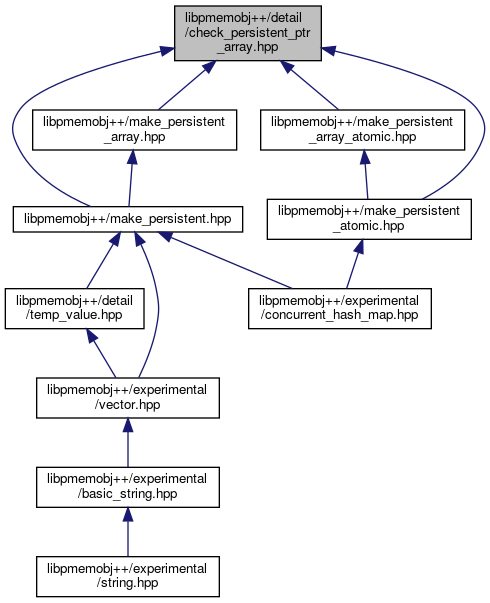 libpmemobj++/detail
/check_persistent_ptr
_array.hpp
libpmemobj++/make_persistent
_array.hpp
libpmemobj++/make_persistent
_array_atomic.hpp
libpmemobj++/make_persistent.hpp
libpmemobj++/make_persistent
_atomic.hpp
libpmemobj++/detail
/temp_value.hpp
libpmemobj++/experimental
/concurrent_hash_map.hpp
libpmemobj++/experimental
/vector.hpp
libpmemobj++/experimental
/basic_string.hpp
libpmemobj++/experimental
/string.hpp